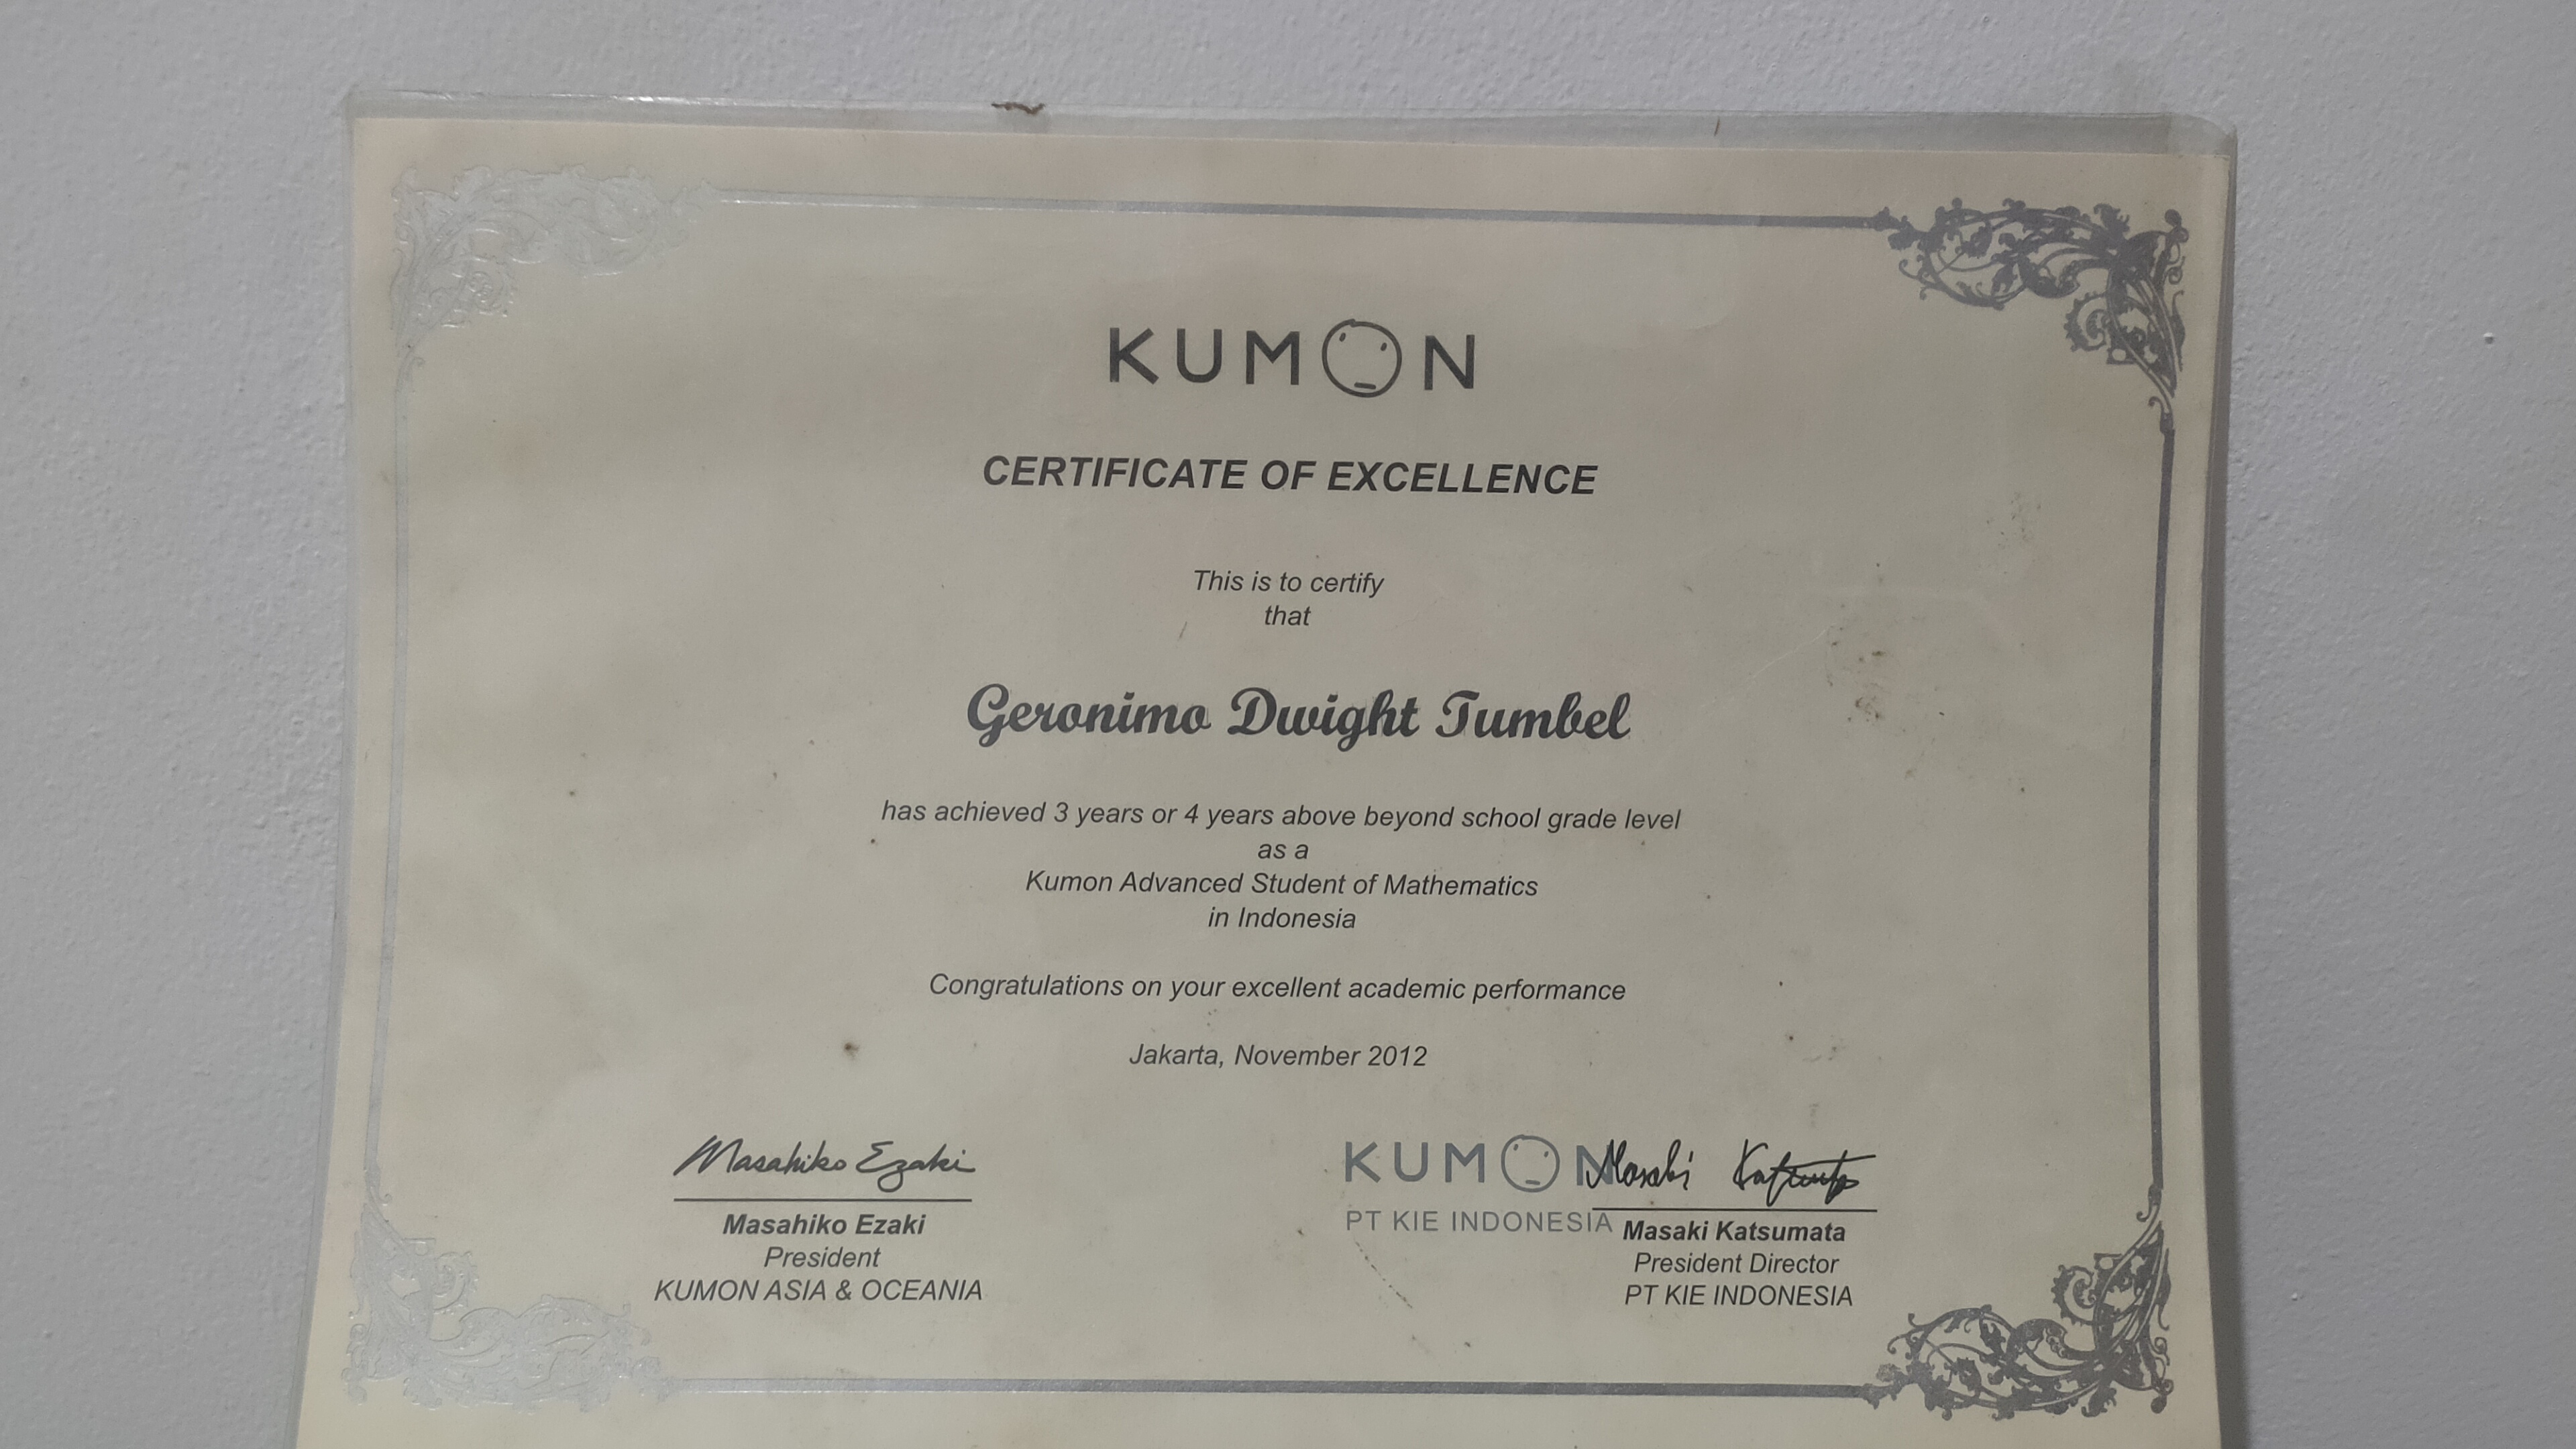 KUMON
CERTIFICATE OF EXCELLENCE
This is to certify
that
Geronimo Dwight Tumbel
has achieved 3 years or 4 years above beyond school grade level
as a
Kumon Advanced Student of Mathematics
in Indonesia
Congratulations on your excellent academic performance
Jakarta, November 2012
Masahiko Ezaki
Masahiko Ezaki
President
KUMON ASIA & OCEANIA
KUMON
PT KIE INDONESIA
Masaki Katsumata
Masaki Katsumata
President Director
PT KIE INDONESIA